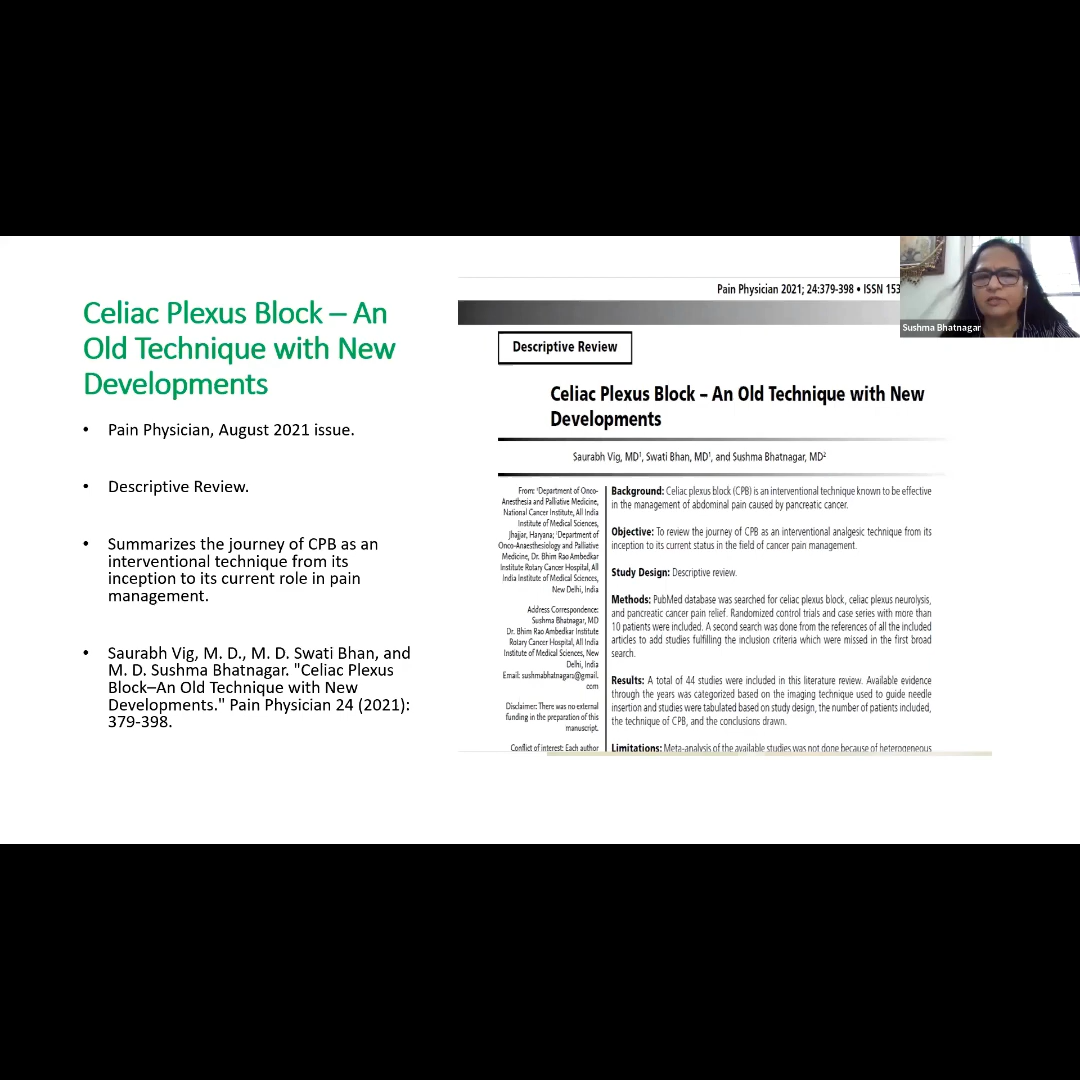 Celiac Plexus Block – An
Old Technique with New
Developments
• Pain Physician, August 2021 issue.
• Descriptive Review.
• Summarizes the journey of CPB as an
interventional technique from its
inception to its current role in pain
management.
• Saurabh Vig, M. D., M. D. Swati Bhan, and
M. D. Sushma Bhatnagar. "Celiac Plexus
Block–An Old Technique with New
Developments." Pain Physician 24 (2021):
379-398.
Pain Physician 2021; 24:379-398 • ISSN 153
Sushma Bhatnagar
Descriptive Review
Celiac Plexus Block – An Old Technique with New
Developments
Saurabh Vig, MD¹, Swati Bhan, MD¹, and Sushma Bhatnagar, MD²
From: ¹Department of Onco-
Anesthesia and Palliative Medicine,
National Cancer Institute, All India
Institute of Medical Sciences,
Jhajjar, Haryana; ²Department of
Onco-Anaesthesiology and Palliative
Medicine, Dr. Bhim Rao Ambedkar
Institute Rotary Cancer Hospital, All
India Institute of Medical Sciences,
New Delhi, India
Address Correspondence:
Sushma Bhatnagar, MD
Dr. Bhim Rao Ambedkar Institute
Rotary Cancer Hospital, All India
Institute of Medical Sciences, New
Delhi, India
Email: sushmabhatnagar1@gmail.
com
Disclaimer: There was no external
funding in the preparation of this
manuscript.
Conflict of interest: Each author
Background: Celiac plexus block (CPB) is an interventional technique known to be effective
in the management of abdominal pain caused by pancreatic cancer.
Objective: To review the journey of CPB as an interventional analgesic technique from its
inception to its current status in the field of cancer pain management.
Study Design: Descriptive review.
Methods: PubMed database was searched for celiac plexus block, celiac plexus neurolysis,
and pancreatic cancer pain relief. Randomized control trials and case series with more than
10 patients were included. A second search was done from the references of all the included
articles to add studies fulfilling the inclusion criteria which were missed in the first broad
search.
Results: A total of 44 studies were included in this literature review. Available evidence
through the years was categorized based on the imaging technique used to guide needle
insertion and studies were tabulated based on study design, the number of patients included,
the technique of CPB, and the conclusions drawn.
Limitations: Meta-analysis of the available studies was not done because of heterogeneous